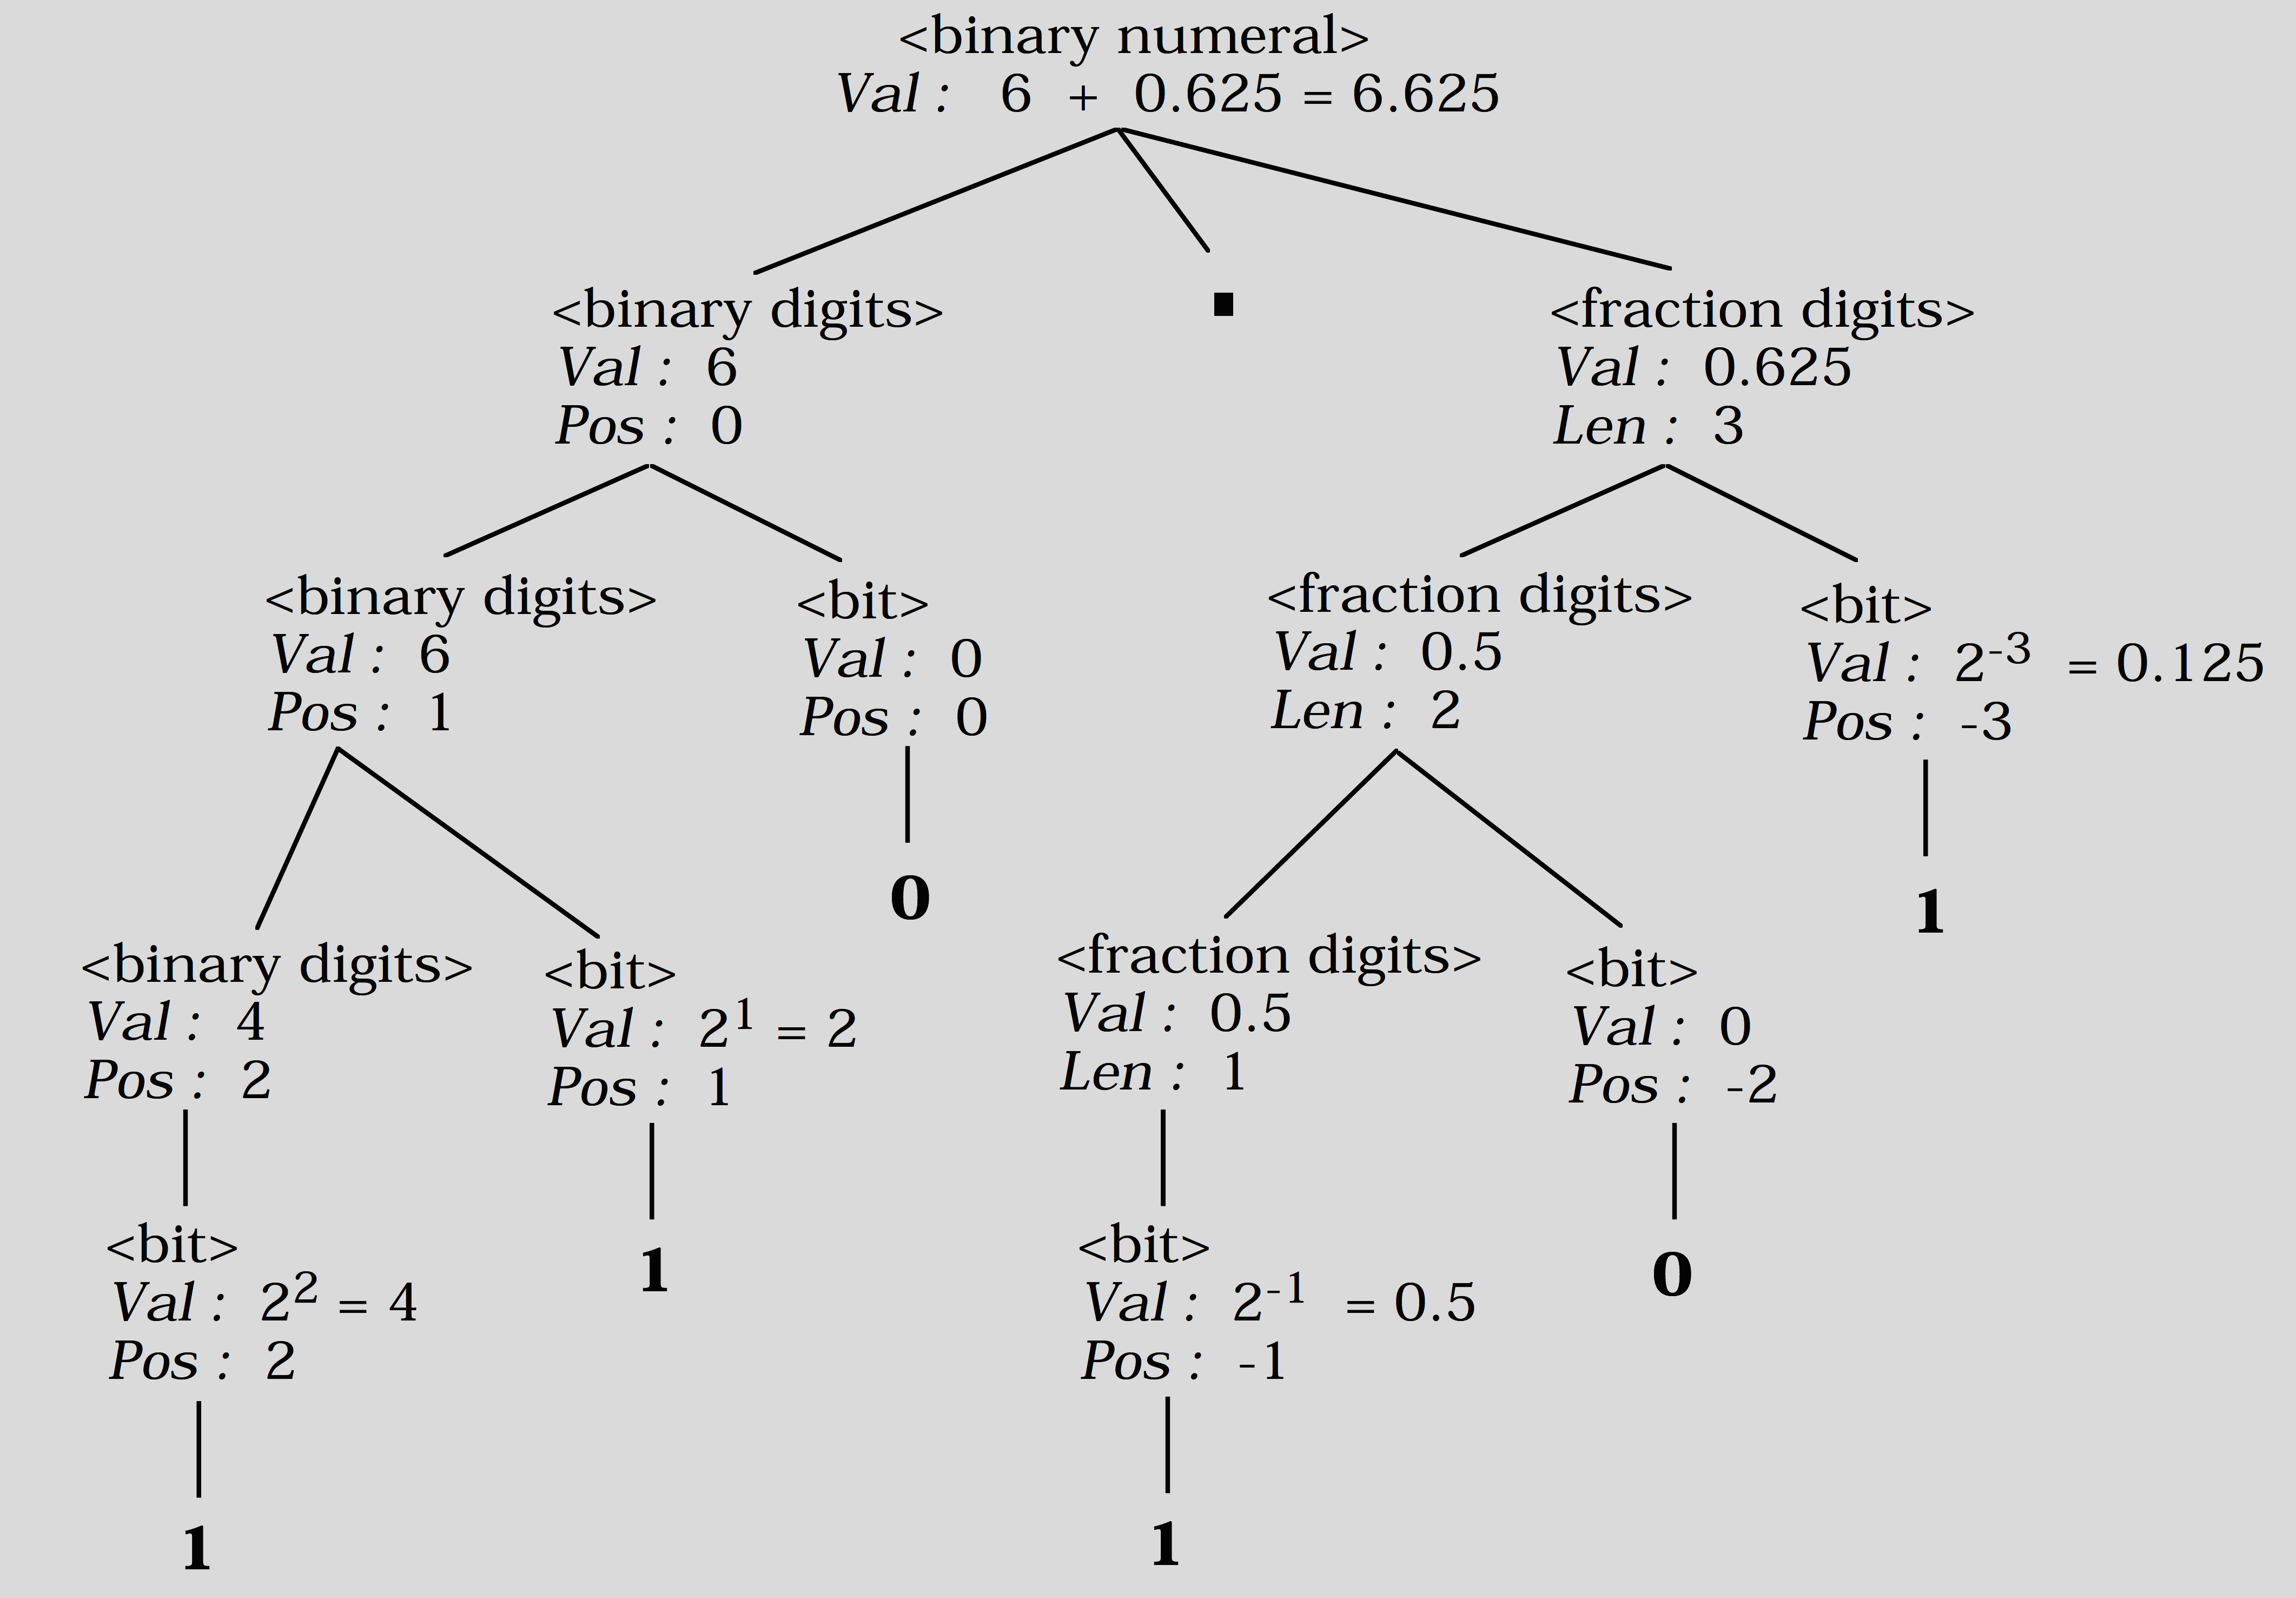 <binary numeral>
Val : 6 + 0.625 = 6.625
<binary digits>
Val : 6
Pos : 0
.
<fraction digits>
Val : 0.625
Len : 3
<binary digits>
Val : 6
Pos : 1
<bit>
Val : 0
Pos : 0
0
<fraction digits>
Val : 0.5
Len : 2
<bit>
Val : 2⁻³ = 0.125
Pos : -3
1
<binary digits>
Val : 4
Pos : 2
<bit>
Val : 2¹ = 2
Pos : 1
1
<fraction digits>
Val : 0.5
Len : 1
<bit>
Val : 0
Pos : -2
0
<bit>
Val : 2² = 4
Pos : 2
1
<bit>
Val : 2⁻¹ = 0.5
Pos : -1
1